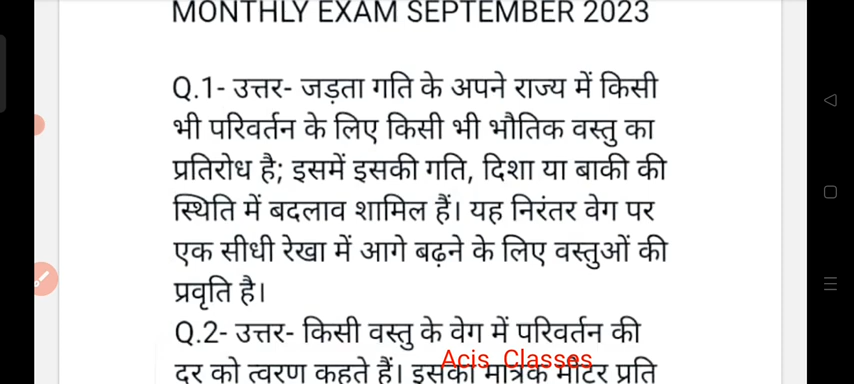 MONTHLY EXAM SEPTEMBER 2023
Q.1- उत्तर- जड़ता गति के अपने राज्य में किसी
भी परिवर्तन के लिए किसी भी भौतिक वस्तु का
प्रतिरोध है; इसमें इसकी गति, दिशा या बाकी की
स्थिति में बदलाव शामिल हैं। यह निरंतर वेग पर
एक सीधी रेखा में आगे बढ़ने के लिए वस्तुओं की
प्रवृति है।
Q.2- उत्तर- किसी वस्तु के वेग में परिवर्तन की
दर को त्वरण कहते हैं। इसका मात्रक मीटर प्रति
Acis Classes